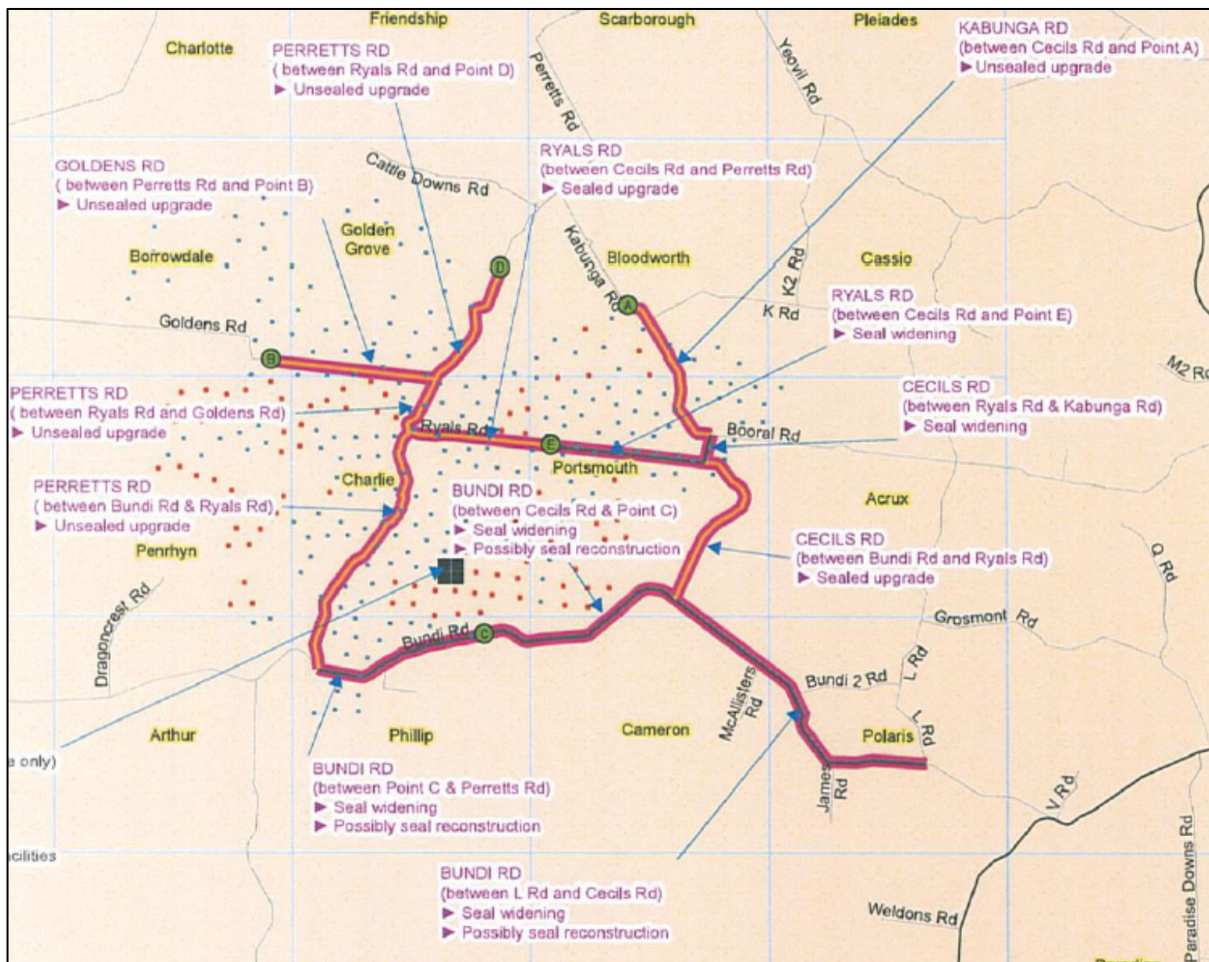 Friendship
Scarborough
Pleiades
Charlotte
PERRETTS RD
( between Ryals Rd and Point D)
► Unsealed upgrade
KABUNGA RD
(between Cecils Rd and Point A)
► Unsealed upgrade
Perretts Rd
Yeovil Rd
GOLDENS RD
( between Perretts Rd and Point B)
► Unsealed upgrade
Cattle Downs Rd
RYALS RD
(between Cecils Rd and Perretts Rd)
► Sealed upgrade
Golden
Grove
Borrowdale
D
Kabunga Rd
Bloodworth
K2 Rd
Cassio
A
K Rd
RYALS RD
(between Cecils Rd and Point E)
► Seal widening
Goldens Rd
B
M2 Rd
PERRETTS RD
( between Ryals Rd and Goldens Rd)
► Unsealed upgrade
CECILS RD
(between Ryals Rd & Kabunga Rd)
► Seal widening
Ryals Rd
E
Booral Rd
Portsmouth
Charlie
PERRETTS RD
( between Bundi Rd & Ryals Rd)
► Unsealed upgrade
BUNDI RD
(between Cecils Rd & Point C)
► Seal widening
► Possibly seal reconstruction
Acrux
Penrhyn
CECILS RD
(between Bundi Rd and Ryals Rd)
► Sealed upgrade
Q Rd
Dragoncrest Rd
Bundi Rd
C
Grosmont Rd
L Rd
Bundi 2 Rd
McAllisters
Rd
Arthur
Phillip
Cameron
Polaris
L Rd
e only)
BUNDI RD
(between Point C & Perretts Rd)
► Seal widening
► Possibly seal reconstruction
James
Rd
V Rd
cilities
BUNDI RD
(between L Rd and Cecils Rd)
► Seal widening
► Possibly seal reconstruction
Weldons Rd
Paradise Downs Rd